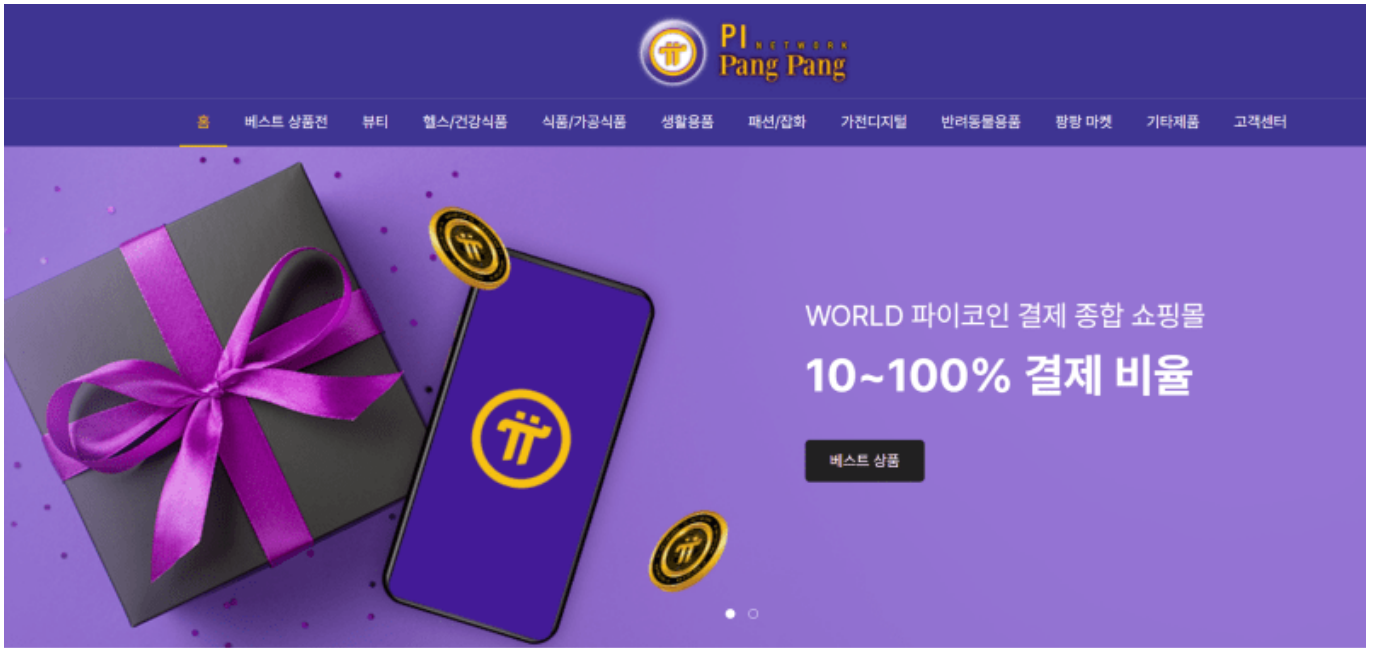 PI NETWORK
Pang Pang
홈 베스트 상품전 뷰티 헬스/건강식품 식품/가공식품 생활용품 패션/잡화 가전디지털 반려동물용품 팡팡 마켓 기타제품 고객센터
WORLD 파이코인 결제 종합 쇼핑몰
10~100% 결제 비율
베스트 상품